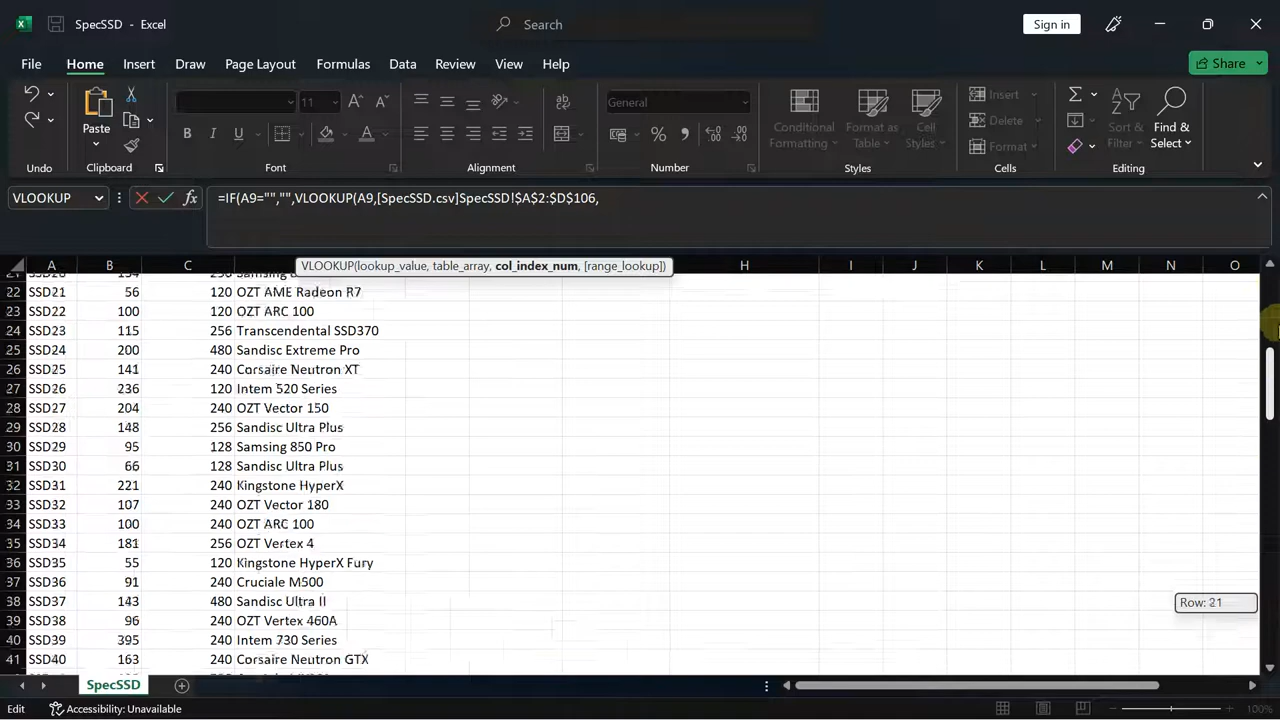 SpecSSD - Excel
Search
Sign in
File Home Insert Draw Page Layout Formulas Data Review View Help
Share
Paste
11
General
Conditional Formatting
Format as Table
Cell Styles
Insert
Delete
Format
Sort & Filter
Find & Select
Undo Clipboard Font Alignment Number Styles Cells Editing
VLOOKUP
=IF(A9="","",VLOOKUP(A9,[SpecSSD.csv]SpecSSD!$A$2:$D$106,
VLOOKUP(lookup_value, table_array, col_index_num, [range_lookup])
A B C H I J K L M N O
22 SSD21 56 120 OZT AME Radeon R7
23 SSD22 100 120 OZT ARC 100
24 SSD23 115 256 Transcendental SSD370
25 SSD24 200 480 Sandisc Extreme Pro
26 SSD25 141 240 Corsaire Neutron XT
27 SSD26 236 120 Intem 520 Series
28 SSD27 204 240 OZT Vector 150
29 SSD28 148 256 Sandisc Ultra Plus
30 SSD29 95 128 Samsing 850 Pro
31 SSD30 66 128 Sandisc Ultra Plus
32 SSD31 221 240 Kingstone HyperX
33 SSD32 107 240 OZT Vector 180
34 SSD33 100 240 OZT ARC 100
35 SSD34 181 256 OZT Vertex 4
36 SSD35 55 120 Kingstone HyperX Fury
37 SSD36 91 240 Cruciale M500
38 SSD37 143 480 Sandisc Ultra II
39 SSD38 96 240 OZT Vertex 460A
40 SSD39 395 240 Intem 730 Series
41 SSD40 163 240 Corsaire Neutron GTX
Row: 21
SpecSSD
Edit
Accessibility: Unavailable
100%